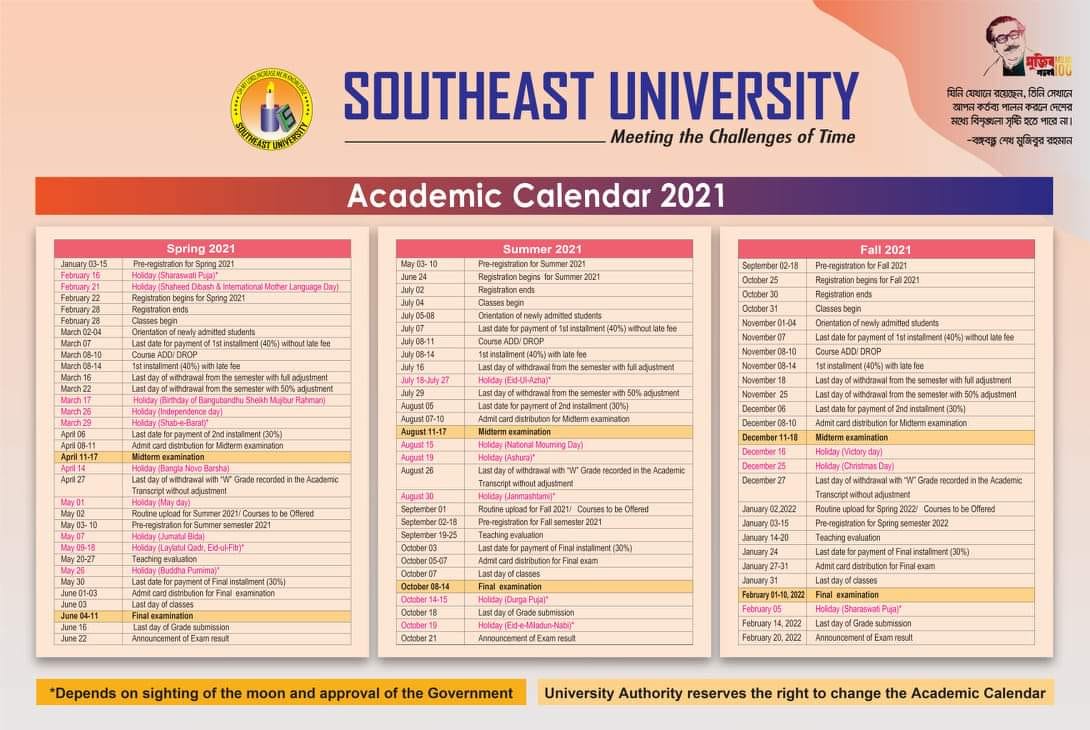 OH MY LORD, INCREASE ME IN KNOWLEDGE
SOUTHEAST UNIVERSITY
SOUTHEAST UNIVERSITY
Meeting the Challenges of Time
মুজিব
শতবর্ষ 100
যিনি যেখানে রয়েছেন, তিনি সেখানে
আপন কর্তব্য পালন করলে দেশের
মধ্যে বিশৃঙ্খলা সৃষ্টি হতে পারে না।
-বঙ্গবন্ধু শেখ মুজিবুর রহমান
Academic Calendar 2021
Spring 2021
January 03-15 Pre-registration for Spring 2021
February 16 Holiday (Sharaswati Puja)*
February 21 Holiday (Shaheed Dibash & International Mother Language Day)
February 22 Registration begins for Spring 2021
February 28 Registration ends
February 28 Classes begin
March 02-04 Orientation of newly admitted students
March 07 Last date for payment of 1st installment (40%) without late fee
March 08-10 Course ADD/ DROP
March 08-14 1st installment (40%) with late fee
March 16 Last day of withdrawal from the semester with full adjustment
March 22 Last day of withdrawal from the semester with 50% adjustment
March 17 Holiday (Birthday of Bangubandhu Sheikh Mujibur Rahman)
March 26 Holiday (Independence day)
March 29 Holiday (Shab-e-Barat)*
April 06 Last date for payment of 2nd installment (30%)
April 08-11 Admit card distribution for Midterm examination
April 11-17 Midterm examination
April 14 Holiday (Bangla Novo Barsha)
April 27 Last day of withdrawal with "W" Grade recorded in the Academic
Transcript without adjustment
May 01 Holiday (May day)
May 02 Routine upload for Summer 2021/ Courses to be Offered
May 03- 10 Pre-registration for Summer semester 2021
May 07 Holiday (Jumatul Bida)
May 09-18 Holiday (Laylatul Qadr, Eid-ul-Fitr)*
May 20-27 Teaching evaluation
May 26 Holiday (Buddha Purnima)*
May 30 Last date for payment of Final installment (30%)
June 01-03 Admit card distribution for Final examination
June 03 Last day of classes
June 04-11 Final examination
June 16 Last day of Grade submission
June 22 Announcement of Exam result
Summer 2021
May 03- 10 Pre-registration for Summer 2021
June 24 Registration begins for Summer 2021
July 02 Registration ends
July 04 Classes begin
July 05-08 Orientation of newly admitted students
July 07 Last date for payment of 1st installment (40%) without late fee
July 08-11 Course ADD/ DROP
July 08-14 1st installment (40%) with late fee
July 16 Last day of withdrawal from the semester with full adjustment
July 18-July 27 Holiday (Eid-Ul-Azha)*
July 29 Last day of withdrawal from the semester with 50% adjustment
August 05 Last date for payment of 2nd installment (30%)
August 07-10 Admit card distribution for Midterm examination
August 11-17 Midterm examination
August 15 Holiday (National Mourning Day)
August 19 Holiday (Ashura)*
August 26 Last day of withdrawal with "W" Grade recorded in the Academic
Transcript without adjustment
August 30 Holiday (Janmashtami)*
September 01 Routine upload for Fall 2021/ Courses to be Offered
September 02-18 Pre-registration for Fall semester 2021
September 19-25 Teaching evaluation
October 03 Last date for payment of Final installment (30%)
October 05-07 Admit card distribution for Final exam
October 07 Last day of classes
October 08-14 Final examination
October 14-15 Holiday (Durga Puja)*
October 18 Last day of Grade submission
October 19 Holiday (Eid-e-Miladun-Nabi)*
October 21 Announcement of Exam result
Fall 2021
September 02-18 Pre-registration for Fall 2021
October 25 Registration begins for Fall 2021
October 30 Registration ends
October 31 Classes begin
November 01-04 Orientation of newly admitted students
November 07 Last date for payment of 1st installment (40%) without late fee
November 08-10 Course ADD/ DROP
November 08-14 1st installment (40%) with late fee
November 18 Last day of withdrawal from the semester with full adjustment
November 25 Last day of withdrawal from the semester with 50% adjustment
December 06 Last date for payment of 2nd installment (30%)
December 08-10 Admit card distribution for Midterm examination
December 11-18 Midterm examination
December 16 Holiday (Victory day)
December 25 Holiday (Christmas Day)
December 27 Last day of withdrawal with "W" Grade recorded in the Academic
Transcript without adjustment
January 02,2022 Routine upload for Spring 2022/ Courses to be Offered
January 03-15 Pre-registration for Spring semester 2022
January 14-20 Teaching evaluation
January 24 Last date for payment of Final installment (30%)
January 27-31 Admit card distribution for Final exam
January 31 Last day of classes
February 01-10, 2022 Final examination
February 05 Holiday (Sharaswati Puja)*
February 14, 2022 Last day of Grade submission
February 20, 2022 Announcement of Exam result
*Depends on sighting of the moon and approval of the Government
University Authority reserves the right to change the Academic Calendar